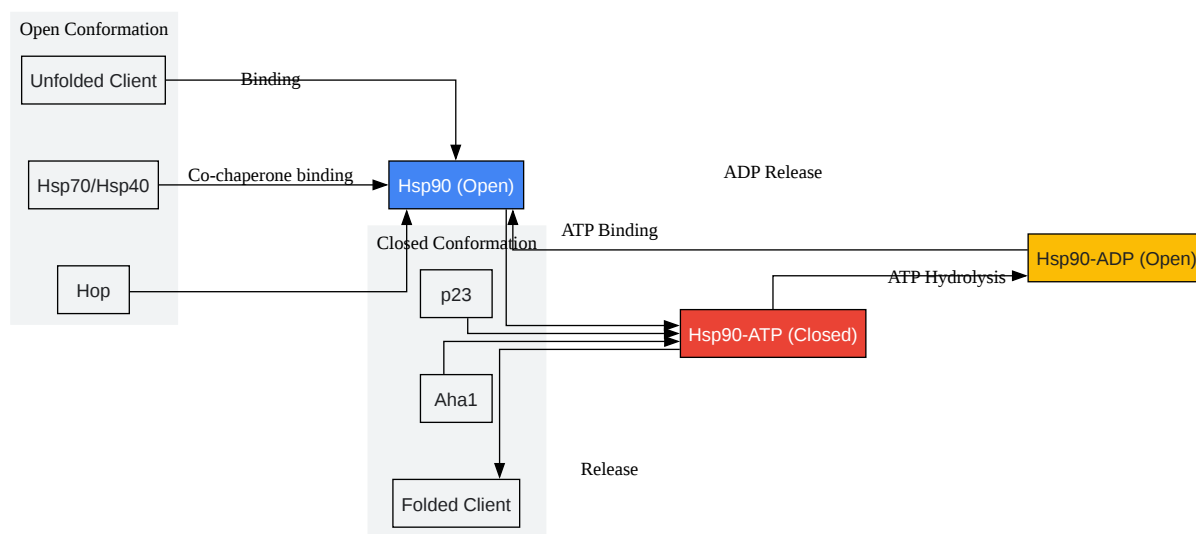 Open Conformation
Unfolded Client
Binding
Hsp70/Hsp40
Co-chaperone binding
Hsp90 (Open)
ADP Release
ATP Binding
Closed Conformation
Hsp90-ADP (Open)
ATP Hydrolysis
Hop
p23
Hsp90-ATP (Closed)
Aha1
Release
Folded Client